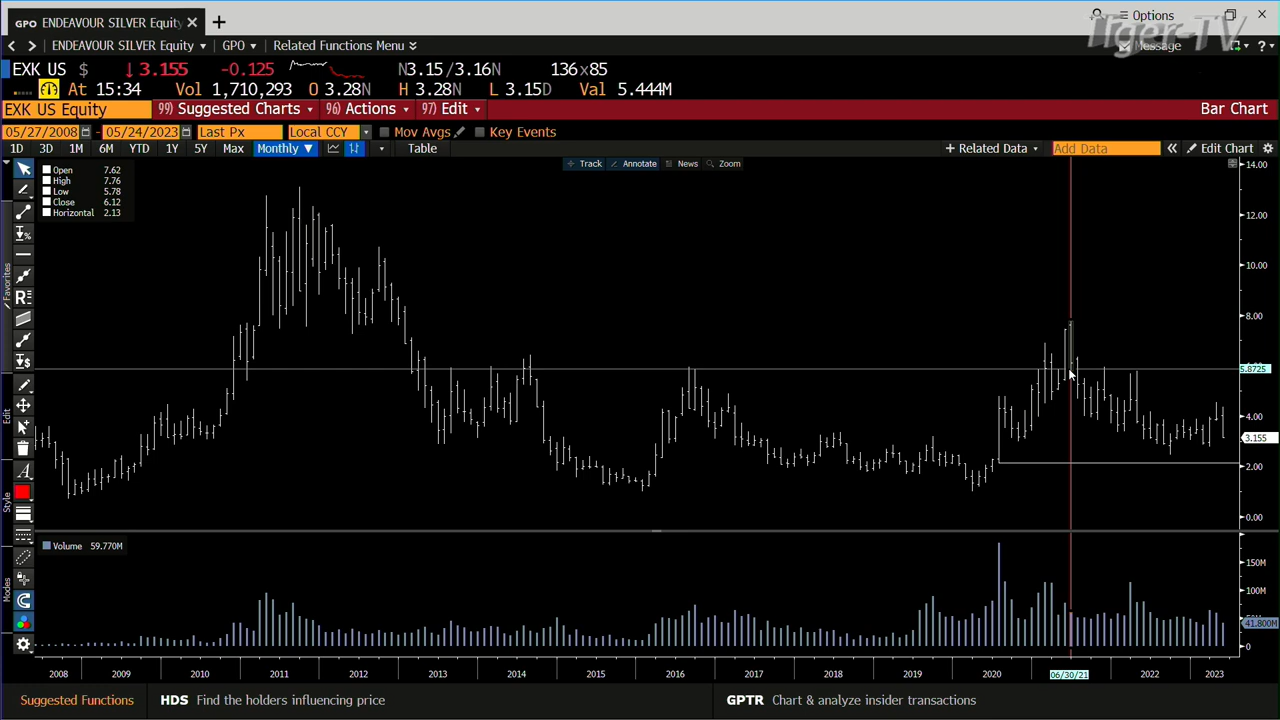 GPO ENDEAVOUR SILVER Equity
Options
Tiger-TV
ENDEAVOUR SILVER Equity GPO Related Functions Menu Message ?
EXK US $ ↓3.155 -0.125 N3.15/3.16N 136x85
At 15:34 Vol 1,710,293 O 3.28N H 3.28N L 3.15D Val 5.444M
EXK US Equity 99) Suggested Charts 96) Actions 97) Edit Bar Chart
05/27/2008 - 05/24/2023 Last Px Local CCY Mov Avgs Key Events
1D 3D 1M 6M YTD 1Y 5Y Max Monthly ▼ Table + Related Data Add Data « Edit Chart
Track Annotate News Zoom
Open 7.62
High 7.76
Low 5.78
Close 6.12
Horizontal 2.13
14.00
12.00
10.00
8.00
5.8725
4.00
3.155
2.00
0.00
Favorites
Edit
Style
Modes
Volume 59.770M
150M
100M
41.800M
0
2008 2009 2010 2011 2012 2013 2014 2015 2016 2017 2018 2019 2020 06/30/21 2022 2023
Suggested Functions HDS Find the holders influencing price GPTR Chart & analyze insider transactions